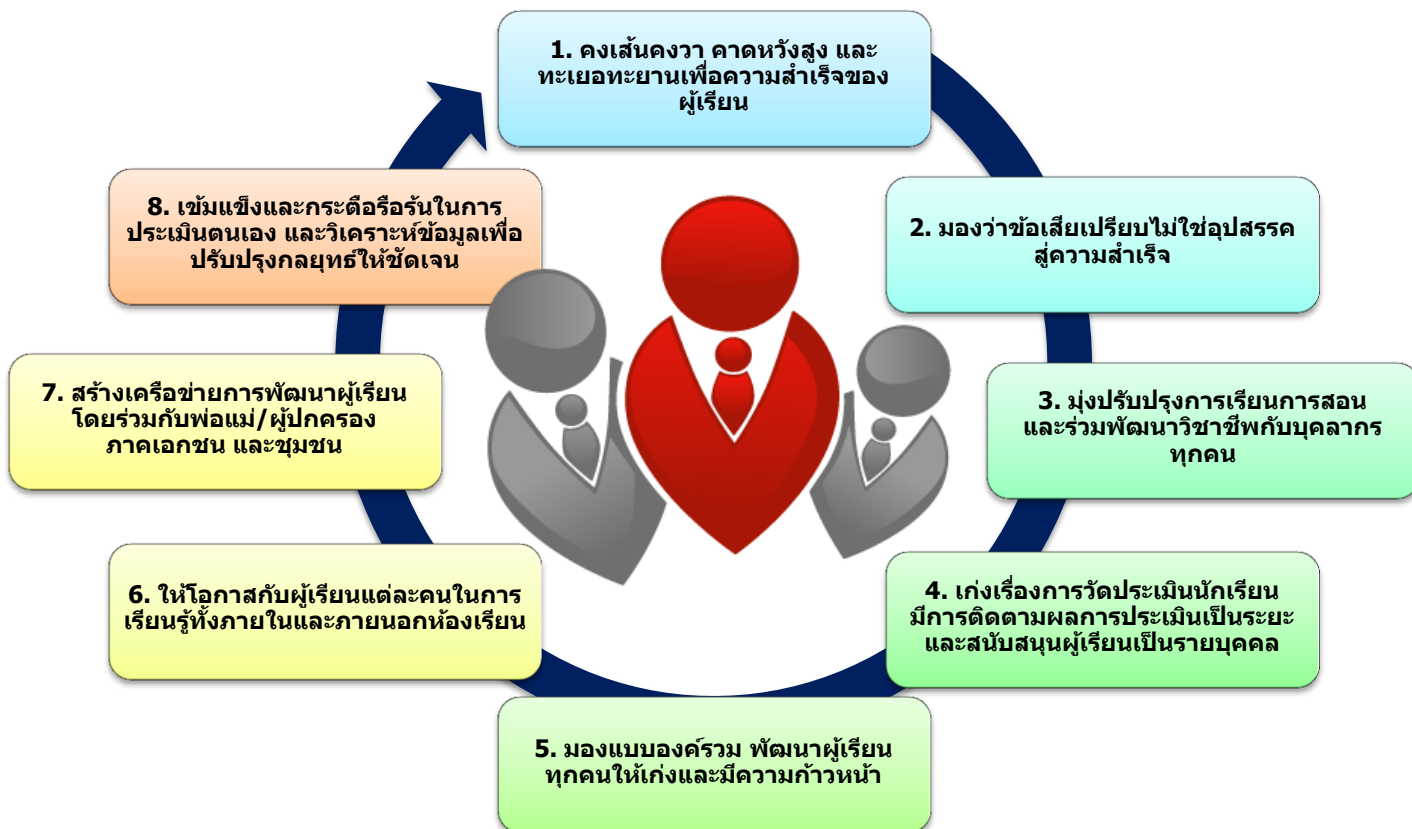 1. คงเส้นคงวา คาดหวังสูง และ
ทะเยอทะยานเพื่อความสำเร็จของ
ผู้เรียน
2. มองว่าข้อเสียเปรียบไม่ใช่อุปสรรค
สู่ความสำเร็จ
3. มุ่งปรับปรุงการเรียนการสอน
และร่วมพัฒนาวิชาชีพกับบุคลากร
ทุกคน
4. เก่งเรื่องการวัดประเมินนักเรียน
มีการติดตามผลการประเมินเป็นระยะ
และสนับสนุนผู้เรียนเป็นรายบุคคล
5. มองแบบองค์รวม พัฒนาผู้เรียน
ทุกคนให้เก่งและมีความก้าวหน้า
6. ให้โอกาสกับผู้เรียนแต่ละคนในการ
เรียนรู้ทั้งภายในและภายนอกห้องเรียน
7. สร้างเครือข่ายการพัฒนาผู้เรียน
โดยร่วมกับพ่อแม่/ผู้ปกครอง
ภาคเอกชน และชุมชน
8. เข้มแข็งและกระตือรือร้นในการ
ประเมินตนเอง และวิเคราะห์ข้อมูลเพื่อ
ปรับปรุงกลยุทธ์ให้ชัดเจน